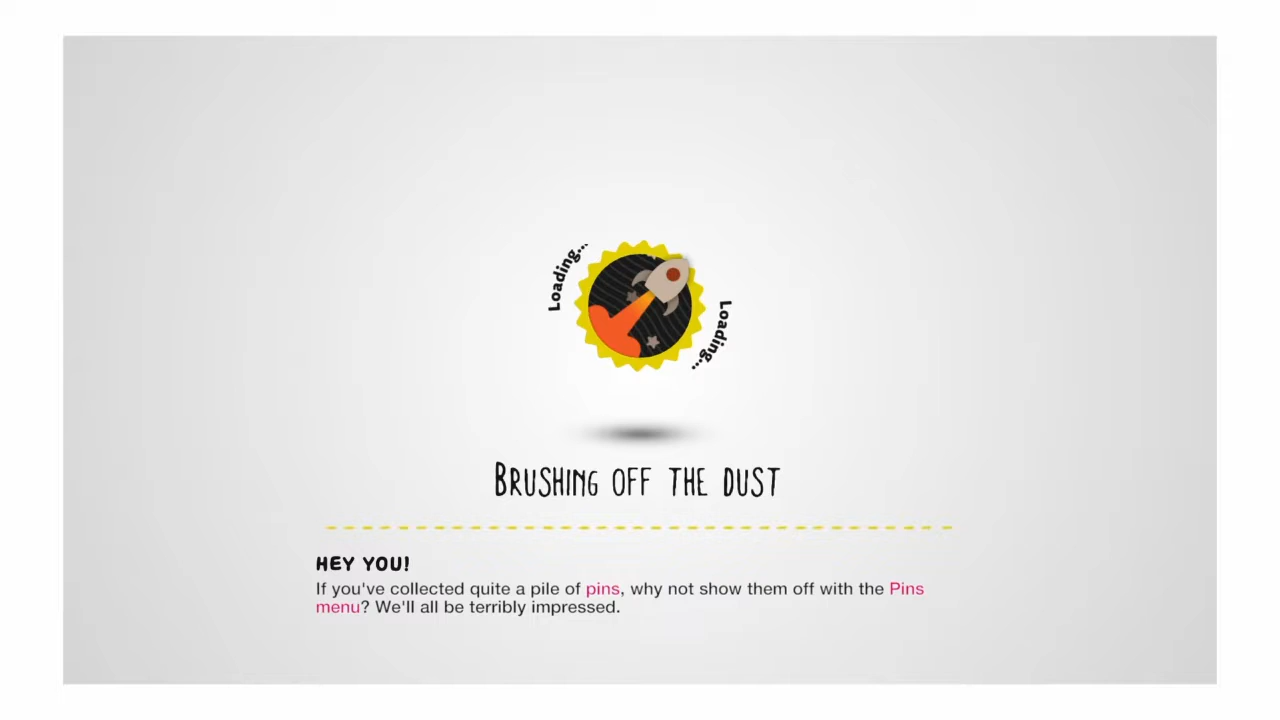 Loading...
Loading...
Brushing off the dust
HEY YOU!
If you've collected quite a pile of pins, why not show them off with the Pins
menu? We'll all be terribly impressed.